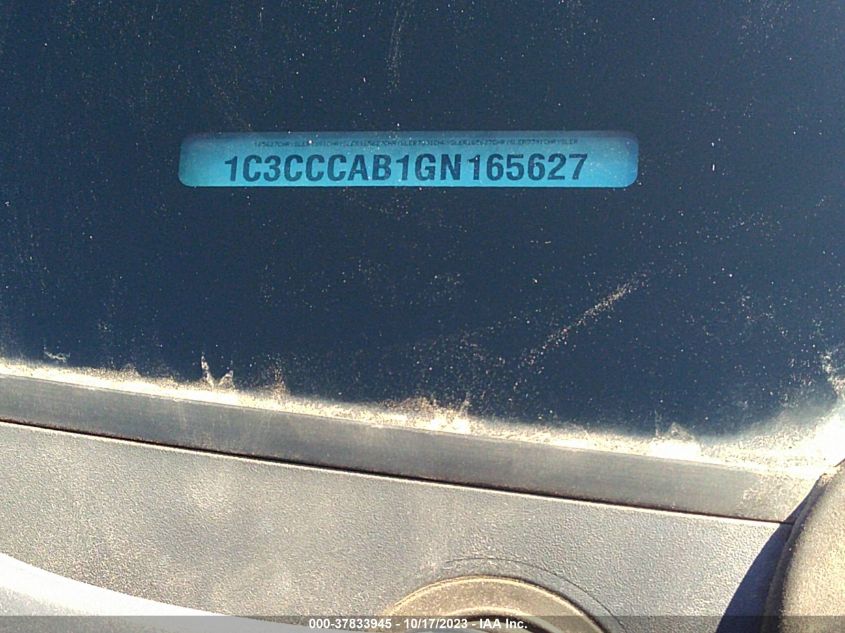 1C3CCCAB1GN165627
000-37833945 - 10/17/2023 - IAA Inc.